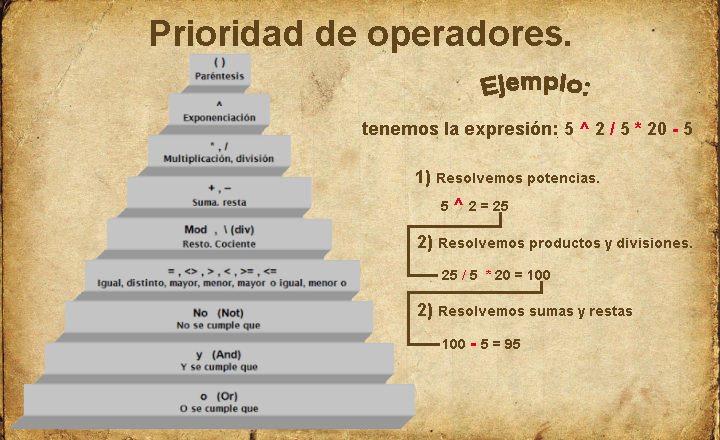 Prioridad de operadores.
( )
Paréntesis
^
Exponenciación
* , /
Multiplicación, división
+ , –
Suma. resta
Mod , \ (div)
Resto. Cociente
= , <> , > , < , >= , <=
Igual, distinto, mayor, menor, mayor o igual, menor o
No (Not)
No se cumple que
y (And)
Y se cumple que
o (Or)
O se cumple que
Ejemplo:
tenemos la expresión: 5 ^ 2 / 5 * 20 - 5
1) Resolvemos potencias.
5 ^ 2 = 25
2) Resolvemos productos y divisiones.
25 / 5 * 20 = 100
2) Resolvemos sumas y restas
100 - 5 = 95